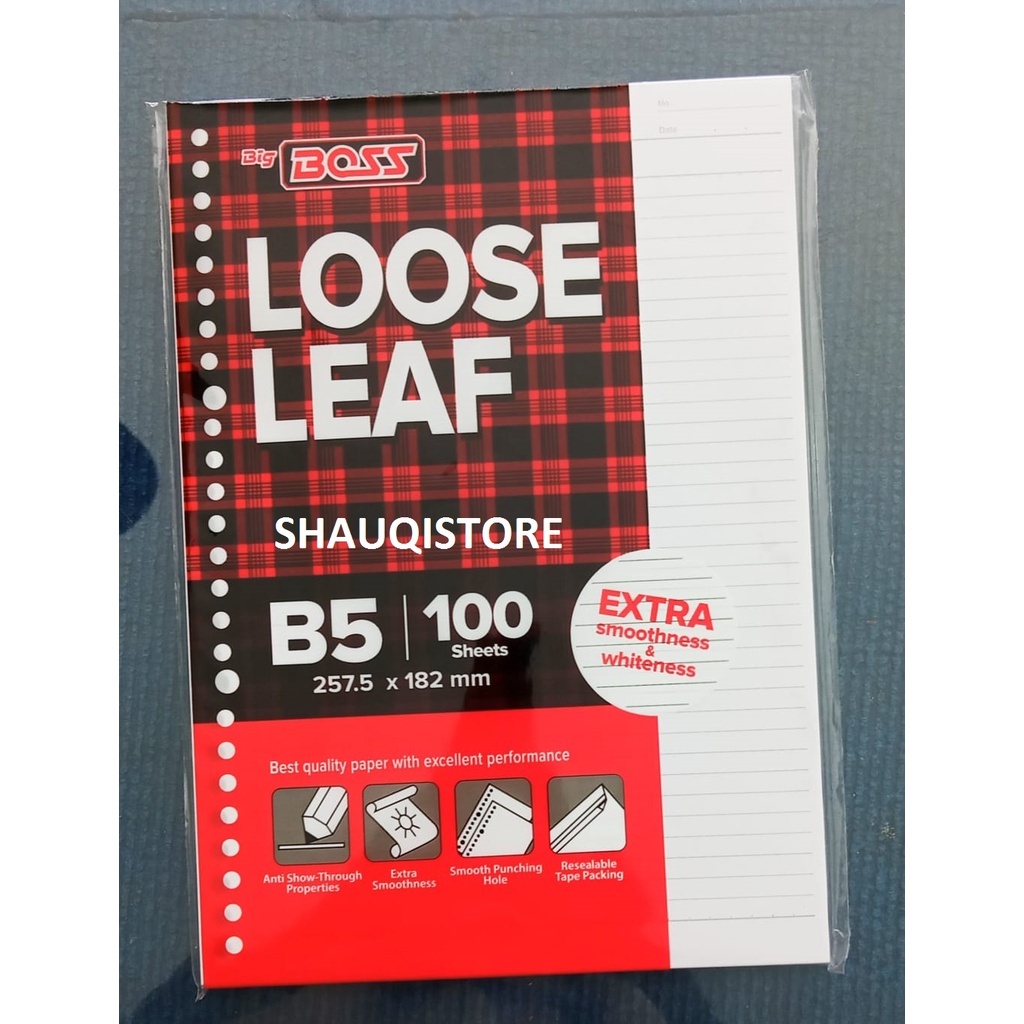 No
Date
Big BOSS
LOOSE
LEAF
SHAUQISTORE
B5 | 100
Sheets
257.5 x 182 mm
EXTRA
smoothness
&
whiteness
Best quality paper with excellent performance
Anti Show-Through
Properties
Extra
Smoothness
Smooth Punching
Hole
Resealable
Tape Packing